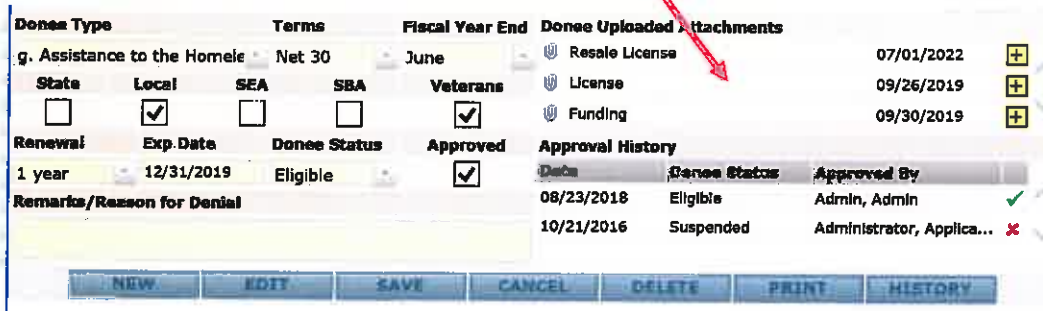 Donee Type Terms Fiscal Year End Donee Uploaded Attachments
g. Assistance to the Homele Net 30 June Resale License 07/01/2022
State Local SEA SBA Veterans License 09/26/2019
Funding 09/30/2019
Renewal Exp.Date Donee Status Approved Approval History
1 year 12/31/2019 Eligible Date Donee Status Approved By
Remarks/Reason for Denial 08/23/2018 Eligible Admin, Admin
10/21/2016 Suspended Administrator, Applica...
NEW EDIT SAVE CANCEL DELETE PRINT HISTORY